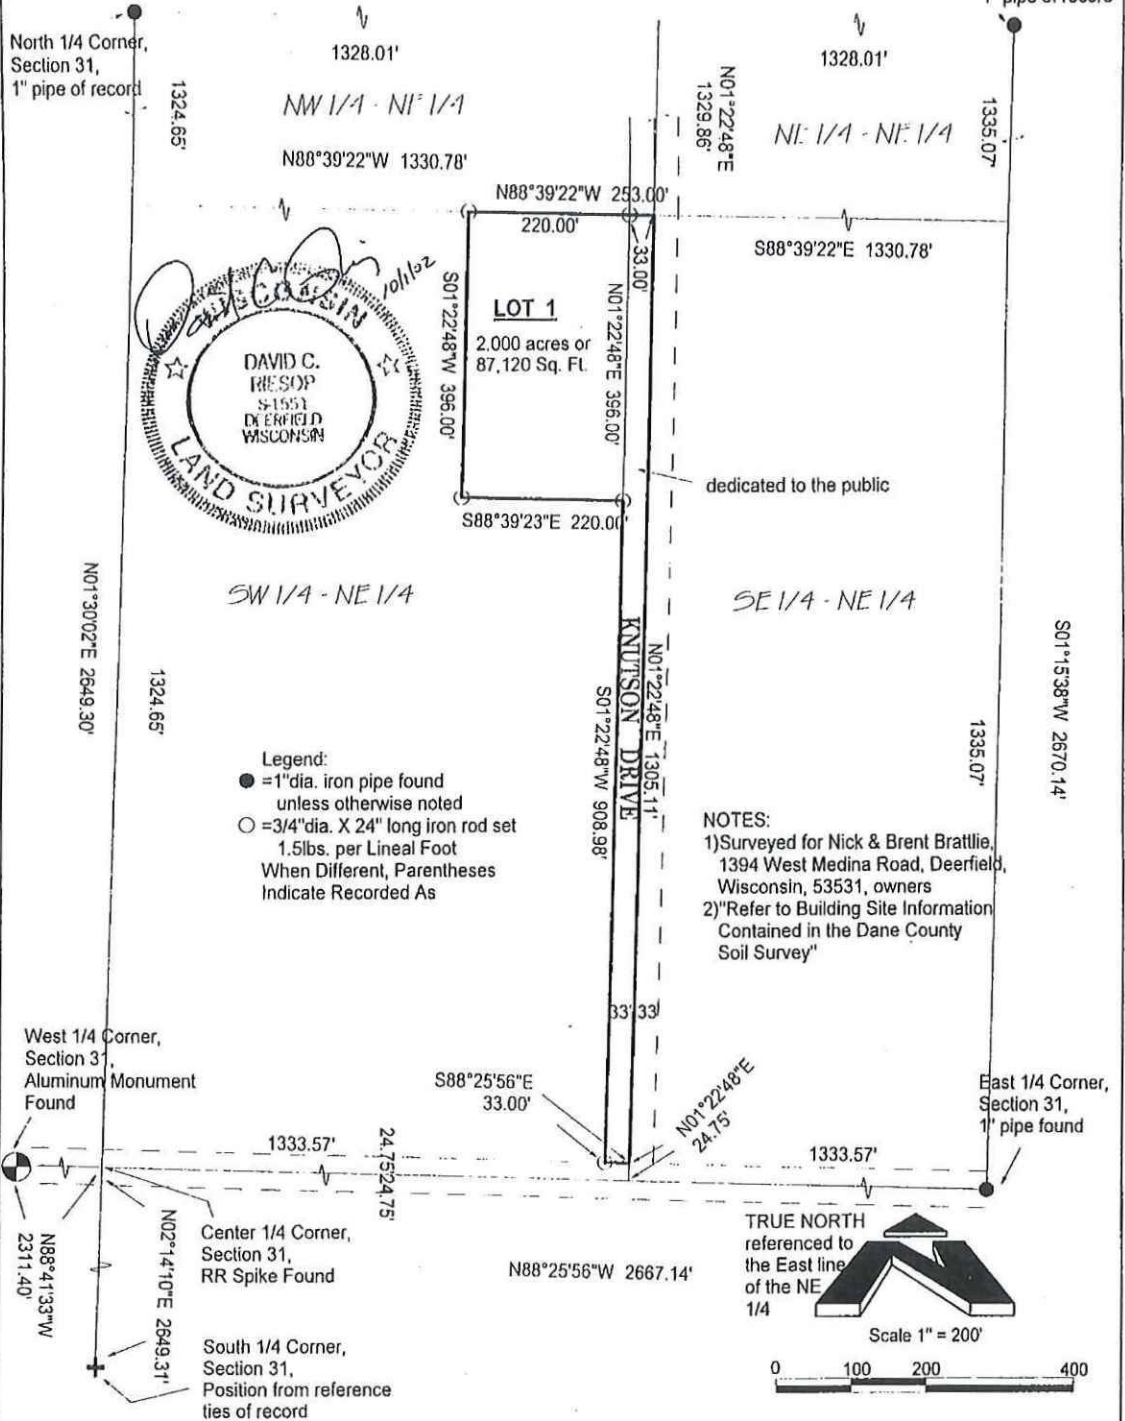 1" pipe of record
North 1/4 Corner,
Section 31,
1" pipe of record
1328.01'
1328.01'
1324.65'
NW 1/4 - NE 1/4
N01°22'48"E
1329.86'
NE 1/4 - NE 1/4
1335.07'
N88°39'22"W 1330.78'
N88°39'22"W 253.00'
220.00'
33.00'
S88°39'22"E 1330.78'
10/1/02
WISCONSIN
DAVID C.
RIESOP
S-1551
DEERFIELD
WISCONSIN
LAND SURVEYOR
S01°22'48"W 396.00'
LOT 1
2.000 acres or
87,120 Sq. Ft.
N01°22'48"E 396.00'
dedicated to the public
S88°39'23"E 220.00'
SW 1/4 - NE 1/4
SE 1/4 - NE 1/4
N01°30'02"E 2649.30'
1324.65'
S01°22'48"W 908.98'
KNUTSON DRIVE
N01°22'48"E 1305.11'
1335.07'
S01°15'38"W 2670.14'
Legend:
=1"dia. iron pipe found
unless otherwise noted
=3/4"dia. X 24" long iron rod set
1.5lbs. per Lineal Foot
When Different, Parentheses
Indicate Recorded As
NOTES:
1)Surveyed for Nick & Brent Brattlie,
1394 West Medina Road, Deerfield,
Wisconsin, 53531, owners
2)"Refer to Building Site Information
Contained in the Dane County
Soil Survey"
33' 33'
West 1/4 Corner,
Section 31,
Aluminum Monument
Found
S88°25'56"E
33.00'
N01°22'48"E
24.75'
East 1/4 Corner,
Section 31,
1" pipe found
1333.57'
24.75'24.75'
1333.57'
N88°41'33"W
2311.40'
N02°14'10"E 2649.31'
Center 1/4 Corner,
Section 31,
RR Spike Found
N88°25'56"W 2667.14'
TRUE NORTH
referenced to
the East line
of the NE
1/4
Scale 1" = 200'
South 1/4 Corner,
Section 31,
Position from reference
ties of record
0 100 200 400